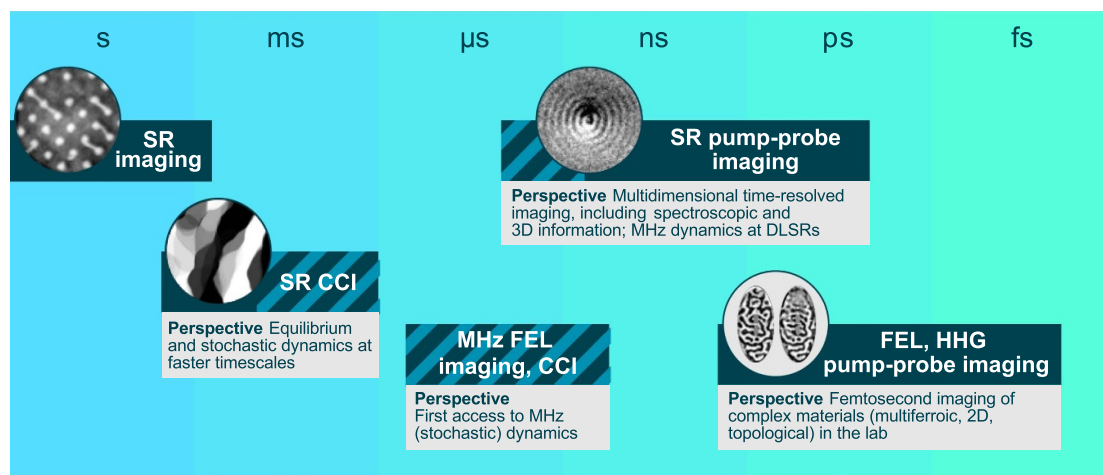 s
ms
µs
ns
ps
fs
SR
imaging
SR pump-probe
imaging
Perspective Multidimensional time-resolved
imaging, including spectroscopic and
3D information; MHz dynamics at DLSRs
SR CCI
Perspective Equilibrium
and stochastic dynamics at
faster timescales
MHz FEL
imaging, CCI
Perspective
First access to MHz
(stochastic) dynamics
FEL, HHG
pump-probe imaging
Perspective Femtosecond imaging of
complex materials (multiferroic, 2D,
topological) in the lab